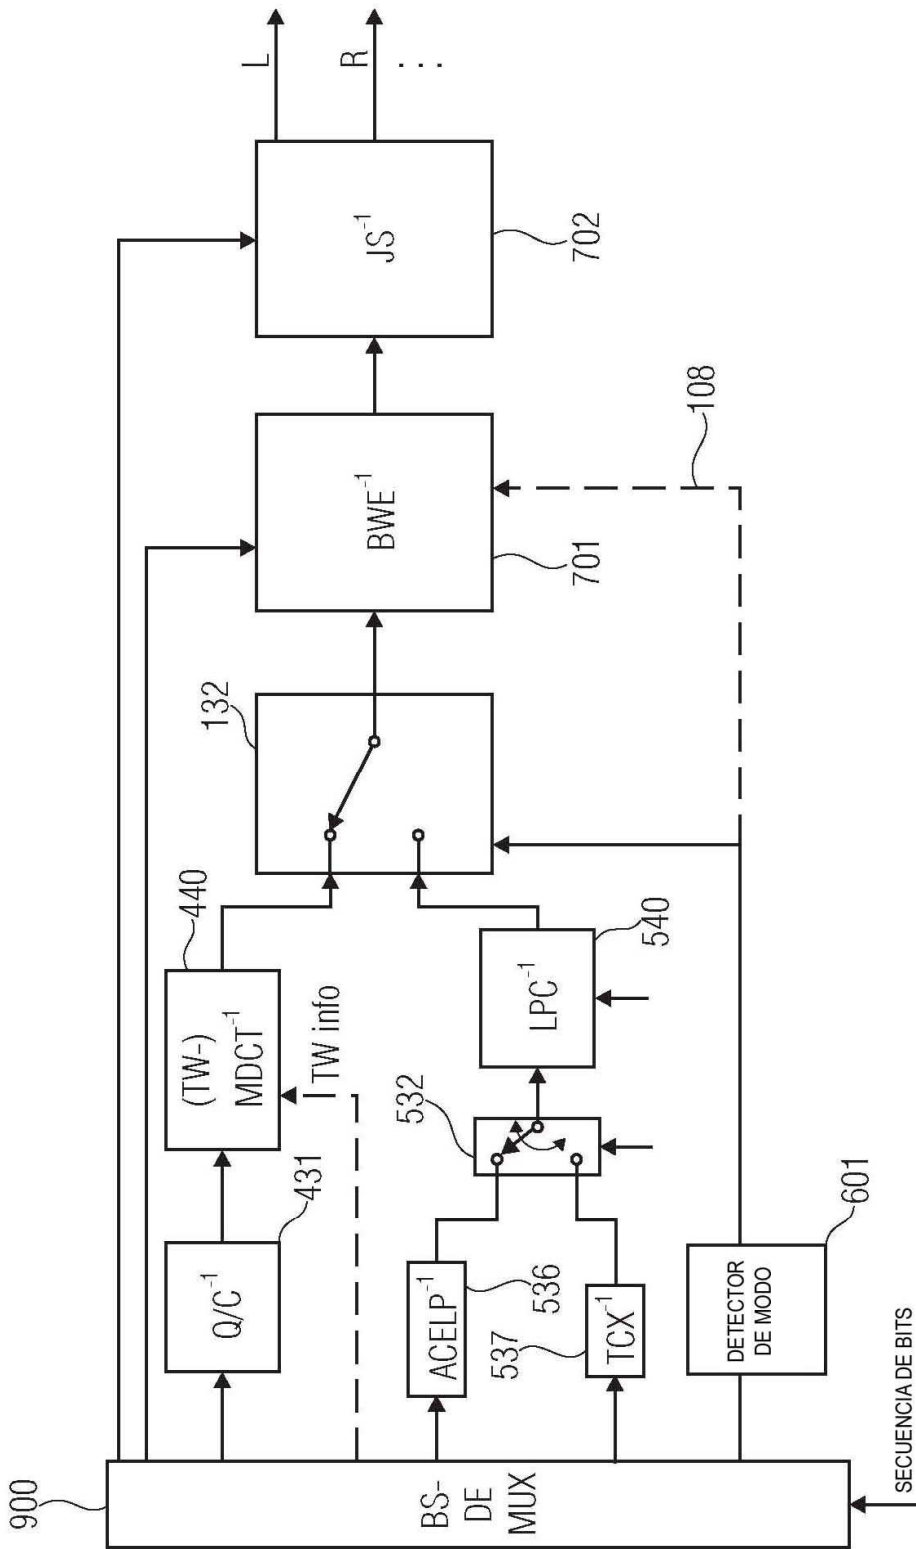 900
BS-
DE
MUX
SECUENCIA DE BITS
Q/C⁻¹
431
(TW-)
MDCT⁻¹
440
TW info
ACELP⁻¹
536
TCX⁻¹
537
532
LPC⁻¹
540
DETECTOR
DE MODO
601
132
BWE⁻¹
701
108
JS⁻¹
702
L
R
. . .